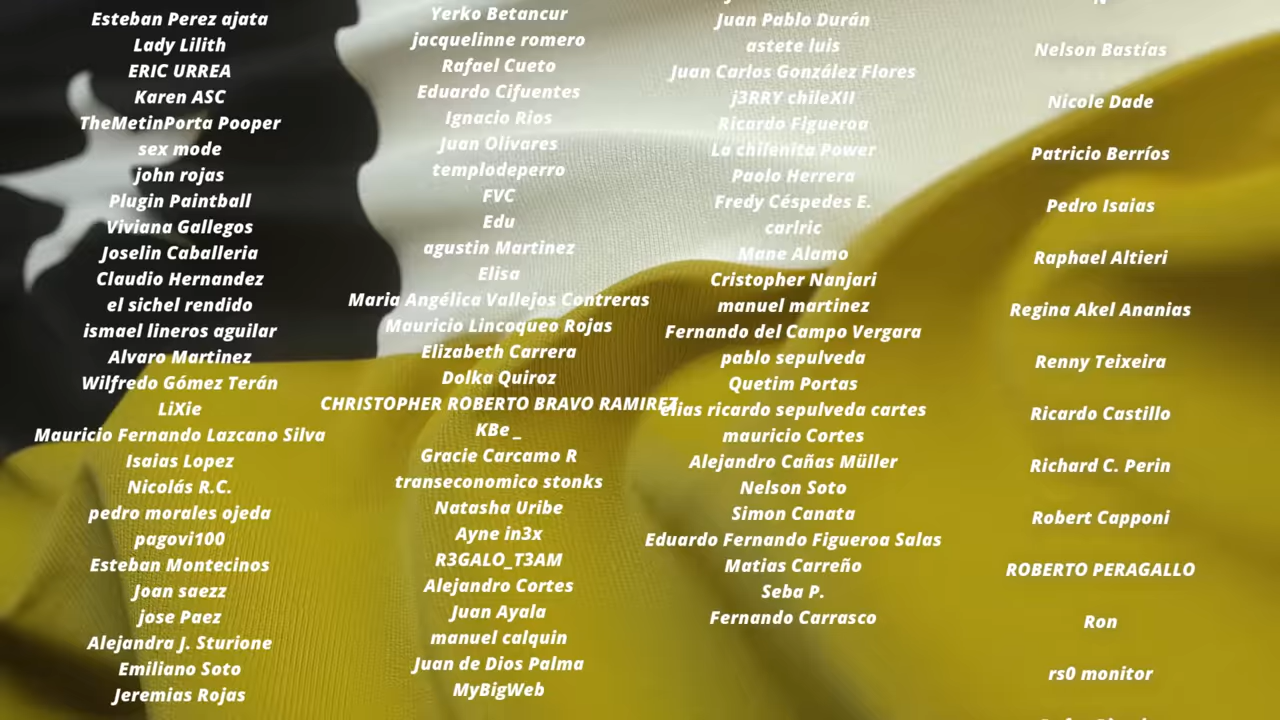 Esteban Perez ajata
Lady Lilith
ERIC URREA
Karen ASC
TheMetinPorta Pooper
sex mode
john rojas
Plugin Paintball
Viviana Gallegos
Joselin Caballeria
Claudio Hernandez
el sichel rendido
ismael lineros aguilar
Alvaro Martinez
Wilfredo Gómez Terán
LiXie
Mauricio Fernando Lazcano Silva
Isaias Lopez
Nicolás R.C.
pedro morales ojeda
pagovi100
Esteban Montecinos
Joan saezz
jose Paez
Alejandra J. Sturione
Emiliano Soto
Jeremias Rojas
Yerko Betancur
jacquelinne romero
Rafael Cueto
Eduardo Cifuentes
Ignacio Rios
Juan Olivares
templodeperro
FVC
Edu
agustin Martinez
Elisa
Maria Angélica Vallejos Contreras
Mauricio Lincoqueo Rojas
Elizabeth Carrera
Dolka Quiroz
CHRISTOPHER ROBERTO BRAVO RAMIREZ
KBe _
Gracie Carcamo R
transeconomico stonks
Natasha Uribe
Ayne in3x
R3GALO_T3AM
Alejandro Cortes
Juan Ayala
manuel calquin
Juan de Dios Palma
MyBigWeb
Juan Pablo Durán
astete luis
Juan Carlos González Flores
j3RRY chileXII
Ricardo Figueroa
La chilenita Power
Paolo Herrera
Fredy Céspedes E.
carlric
Mane Alamo
Cristopher Nanjari
manuel martinez
Fernando del Campo Vergara
pablo sepulveda
Quetim Portas
elias ricardo sepulveda cartes
mauricio Cortes
Alejandro Cañas Müller
Nelson Soto
Simon Canata
Eduardo Fernando Figueroa Salas
Matias Carreño
Seba P.
Fernando Carrasco
Nelson Bastías
Nicole Dade
Patricio Berríos
Pedro Isaias
Raphael Altieri
Regina Akel Ananias
Renny Teixeira
Ricardo Castillo
Richard C. Perin
Robert Capponi
ROBERTO PERAGALLO
Ron
rs0 monitor